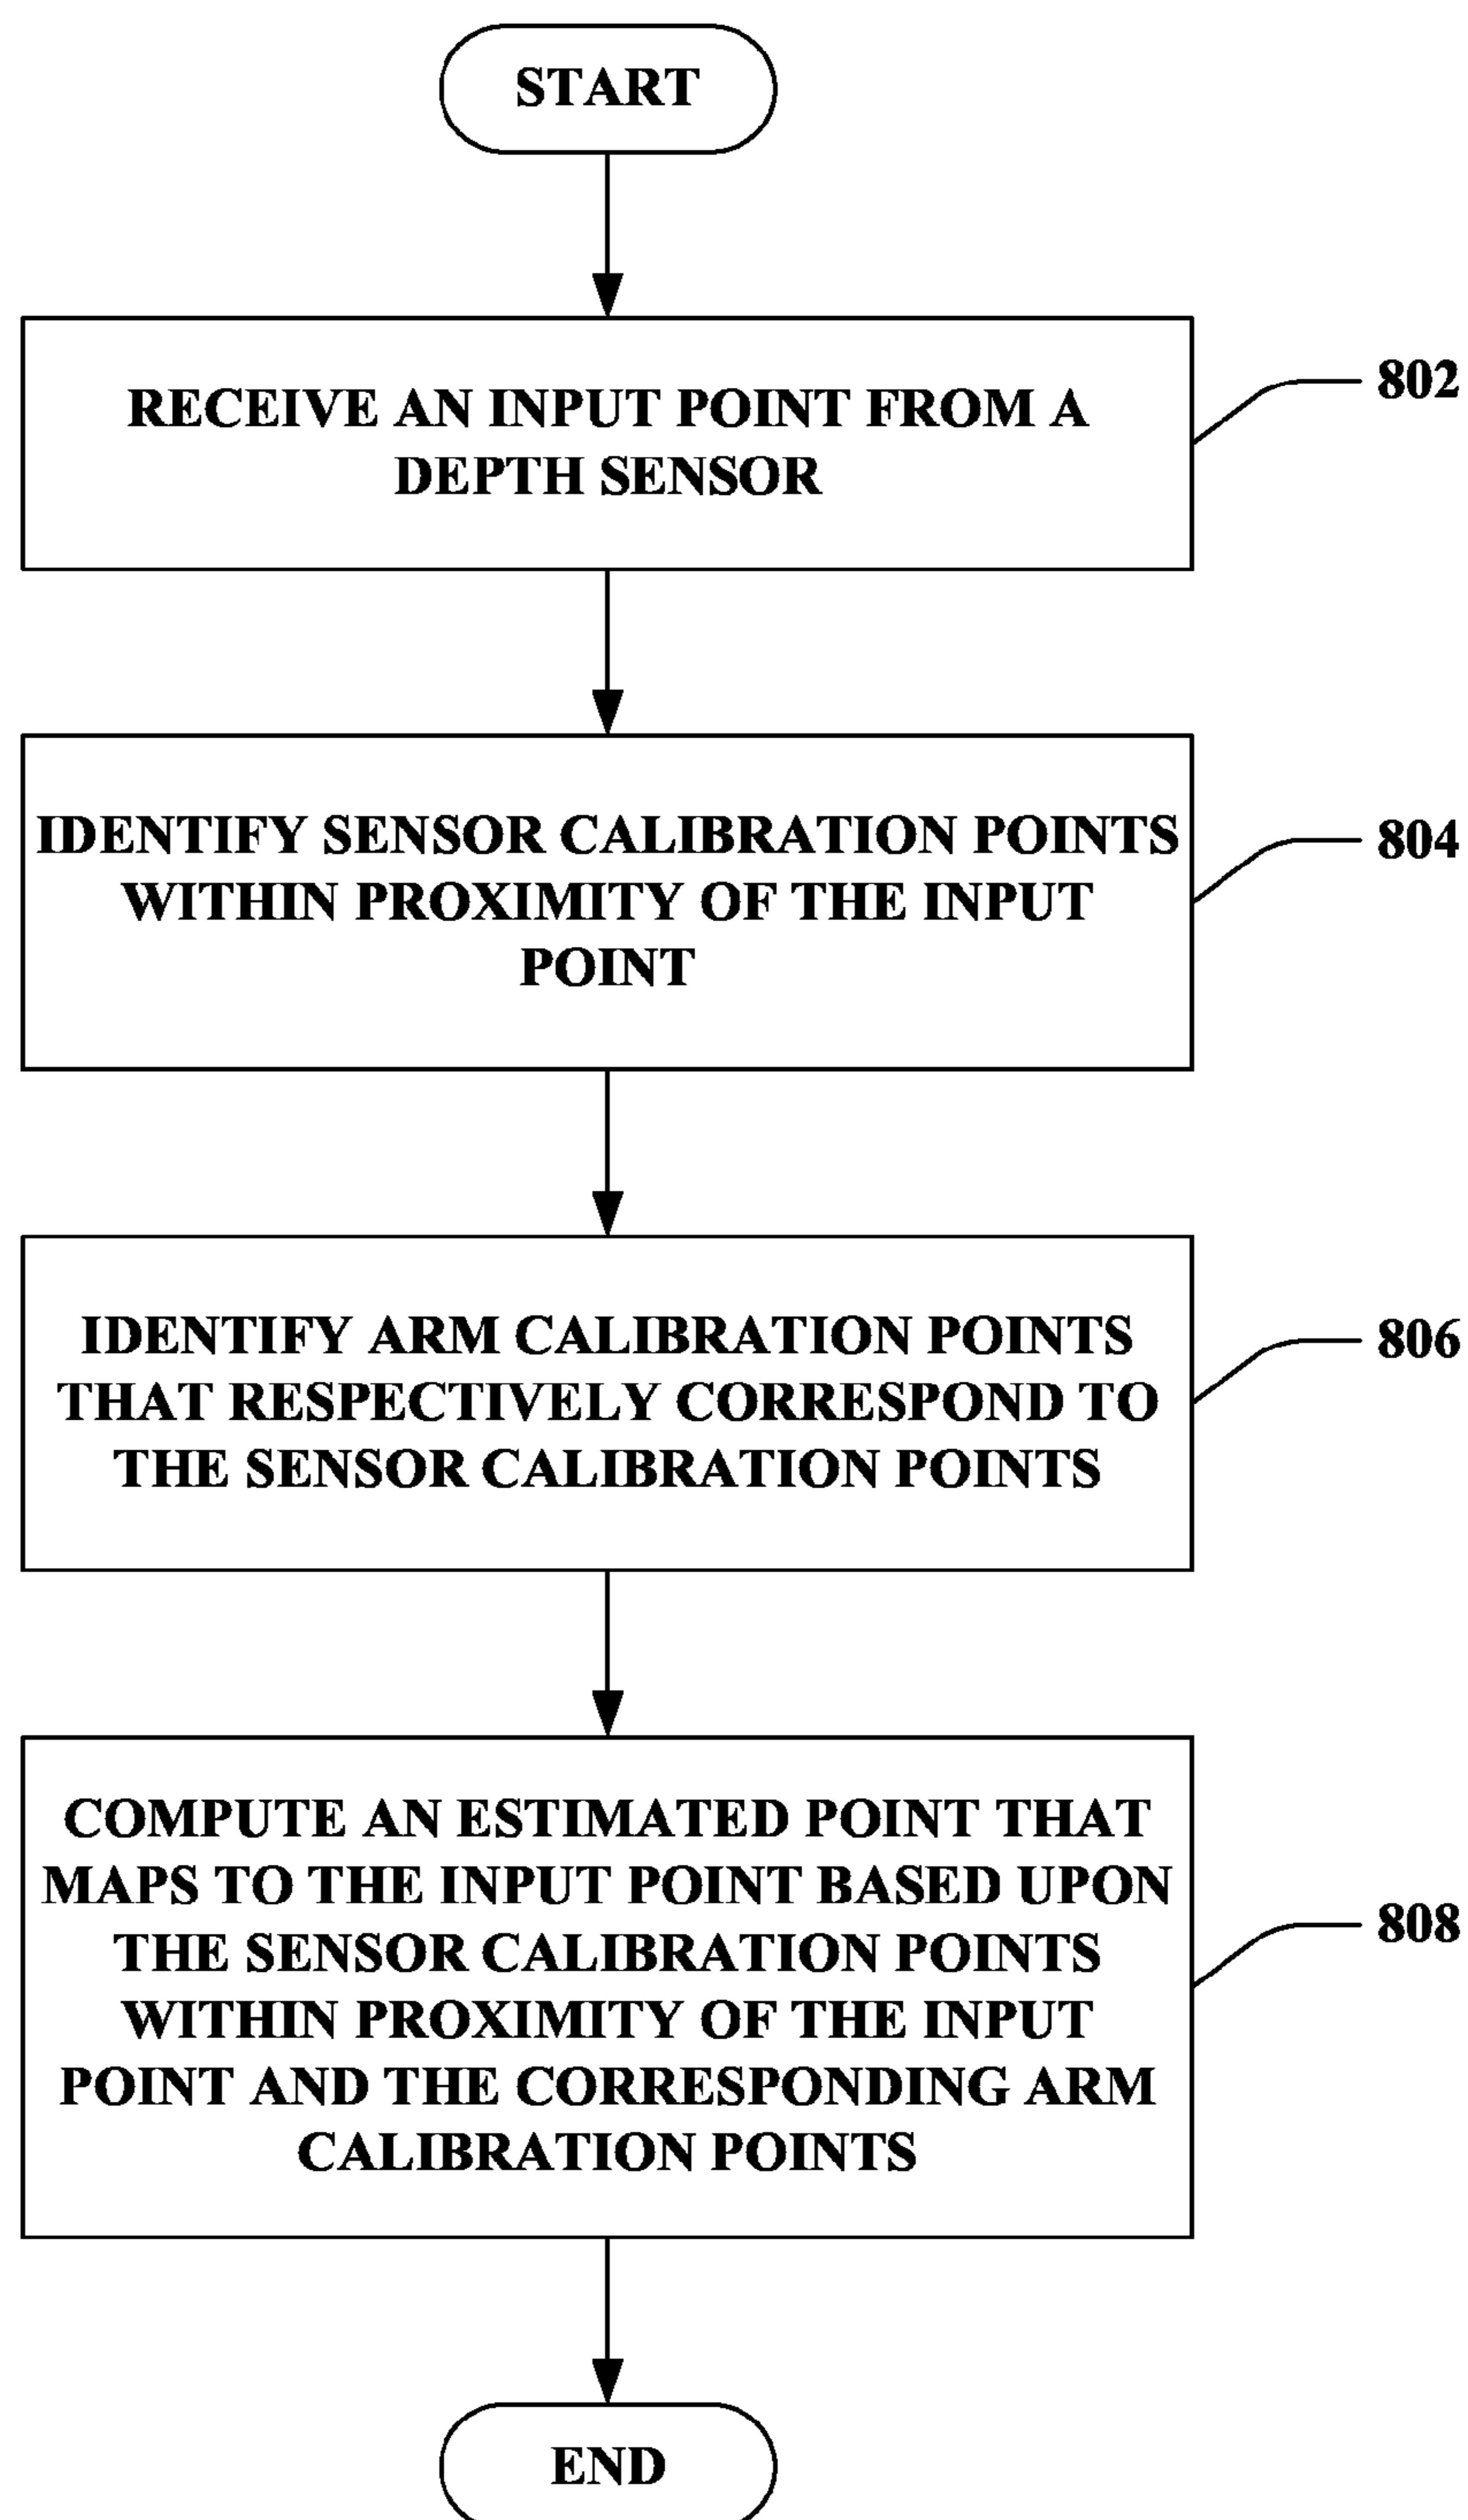 START
RECEIVE AN INPUT POINT FROM A
DEPTH SENSOR
802
IDENTIFY SENSOR CALIBRATION POINTS
WITHIN PROXIMITY OF THE INPUT
POINT
804
IDENTIFY ARM CALIBRATION POINTS
THAT RESPECTIVELY CORRESPOND TO
THE SENSOR CALIBRATION POINTS
806
COMPUTE AN ESTIMATED POINT THAT
MAPS TO THE INPUT POINT BASED UPON
THE SENSOR CALIBRATION POINTS
WITHIN PROXIMITY OF THE INPUT
POINT AND THE CORRESPONDING ARM
CALIBRATION POINTS
808
END